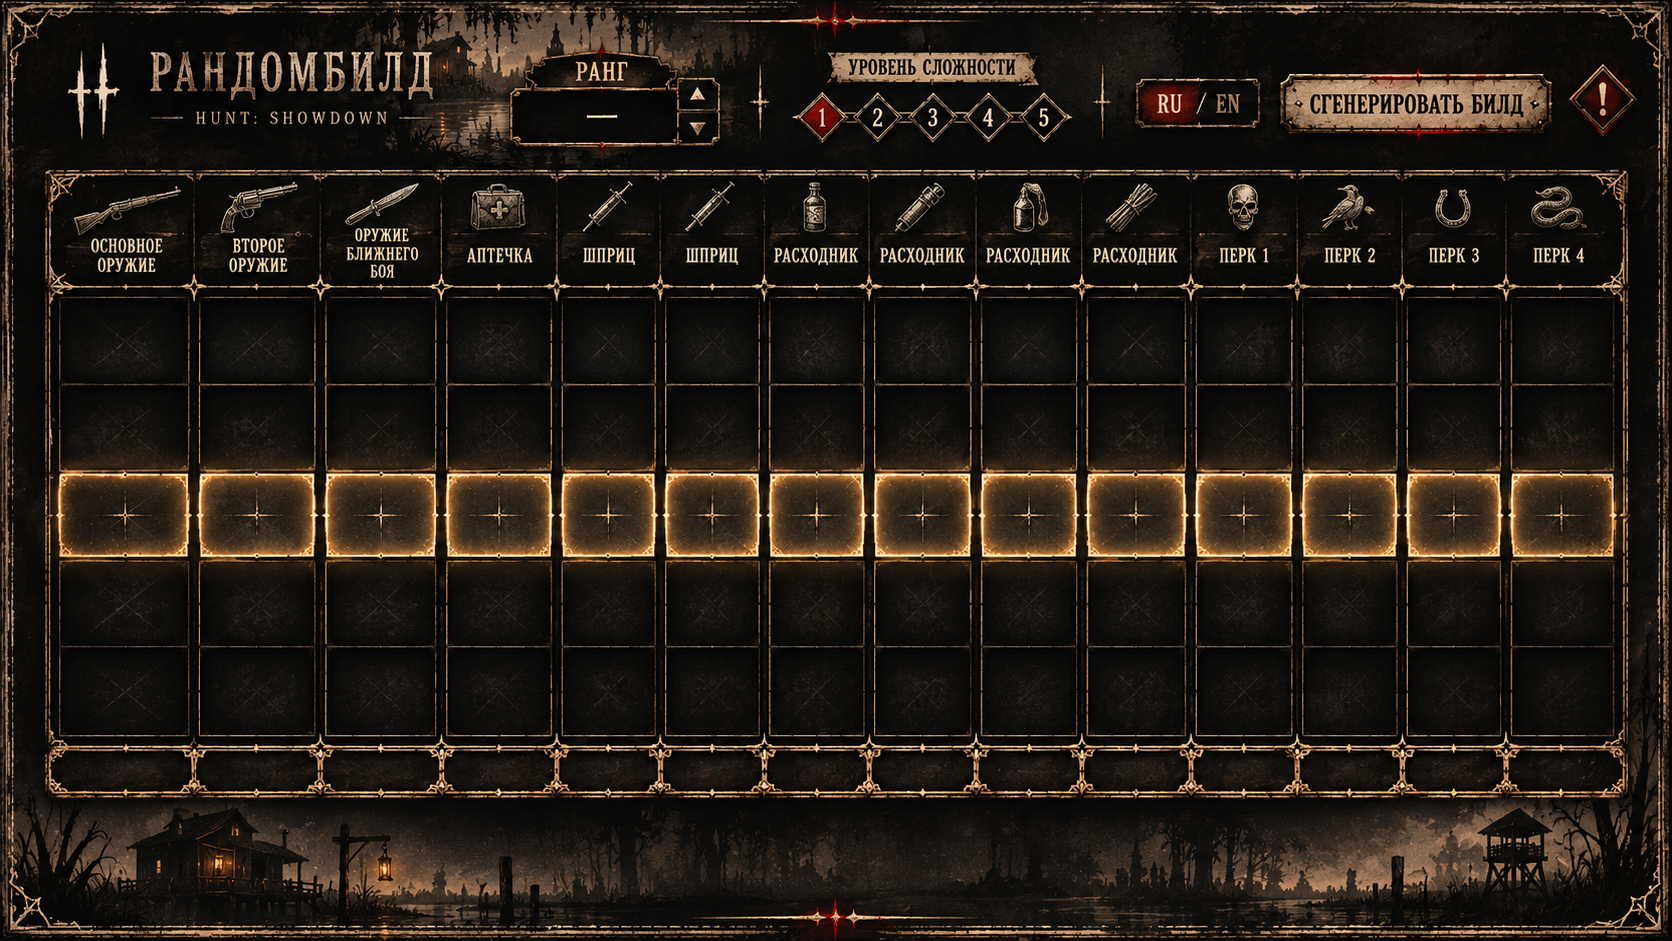 РАНДОМБИЛД
HUNT: SHOWDOWN
РАНГ
—
УРОВЕНЬ СЛОЖНОСТИ
1 2 3 4 5
RU / EN
СГЕНЕРИРОВАТЬ БИЛД
!
ОСНОВНОЕ
ОРУЖИЕ
ВТОРОЕ
ОРУЖИЕ
ОРУЖИЕ
БЛИЖНЕГО
БОЯ
АПТЕЧКА
ШПРИЦ
ШПРИЦ
РАСХОДНИК
РАСХОДНИК
РАСХОДНИК
РАСХОДНИК
ПЕРК 1
ПЕРК 2
ПЕРК 3
ПЕРК 4